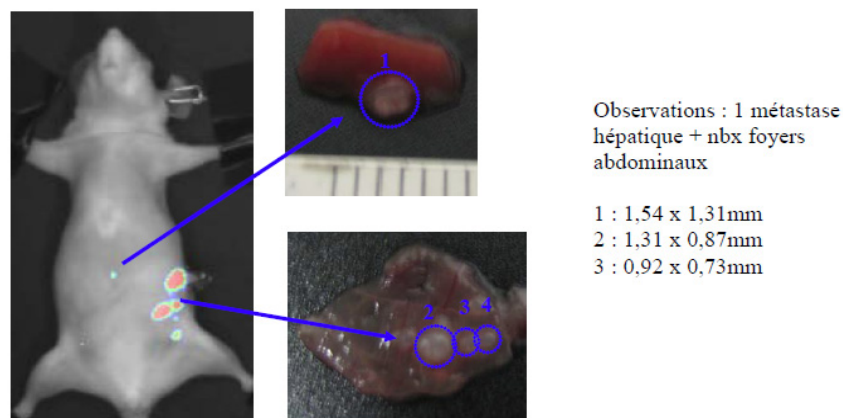 1
2 3 4
Observations : 1 métastase
hépatique + nbx foyers
abdominaux
1 : 1,54 x 1,31mm
2 : 1,31 x 0,87mm
3 : 0,92 x 0,73mm